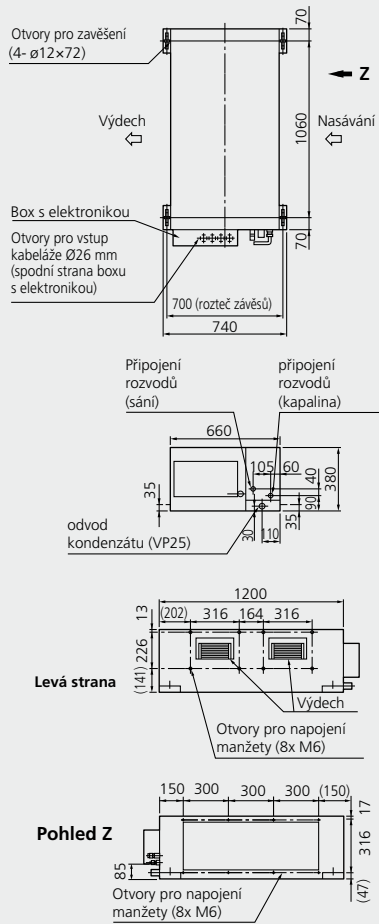 Otvory pro zavěšení
(4- ø12×72)
70
Z
Výdech
1060
Nasávání
Box s elektronikou
Otvory pro vstup
kabeláže Ø26 mm
(spodní strana boxu
s elektronikou)
70
700 (rozteč závěsů)
740
Připojení
rozvodů
(sání)
připojení
rozvodů
(kapalina)
660
105
60
40
380
35
90
35
30
110
odvod
kondenzátu (VP25)
1200
13
(202)
316
164
316
226
(141)
Levá strana
Výdech
Otvory pro napojení
manžety (8x M6)
150
300
300
300
(150)
17
Pohled Z
316
85
(47)
Otvory pro napojení
manžety (8x M6)